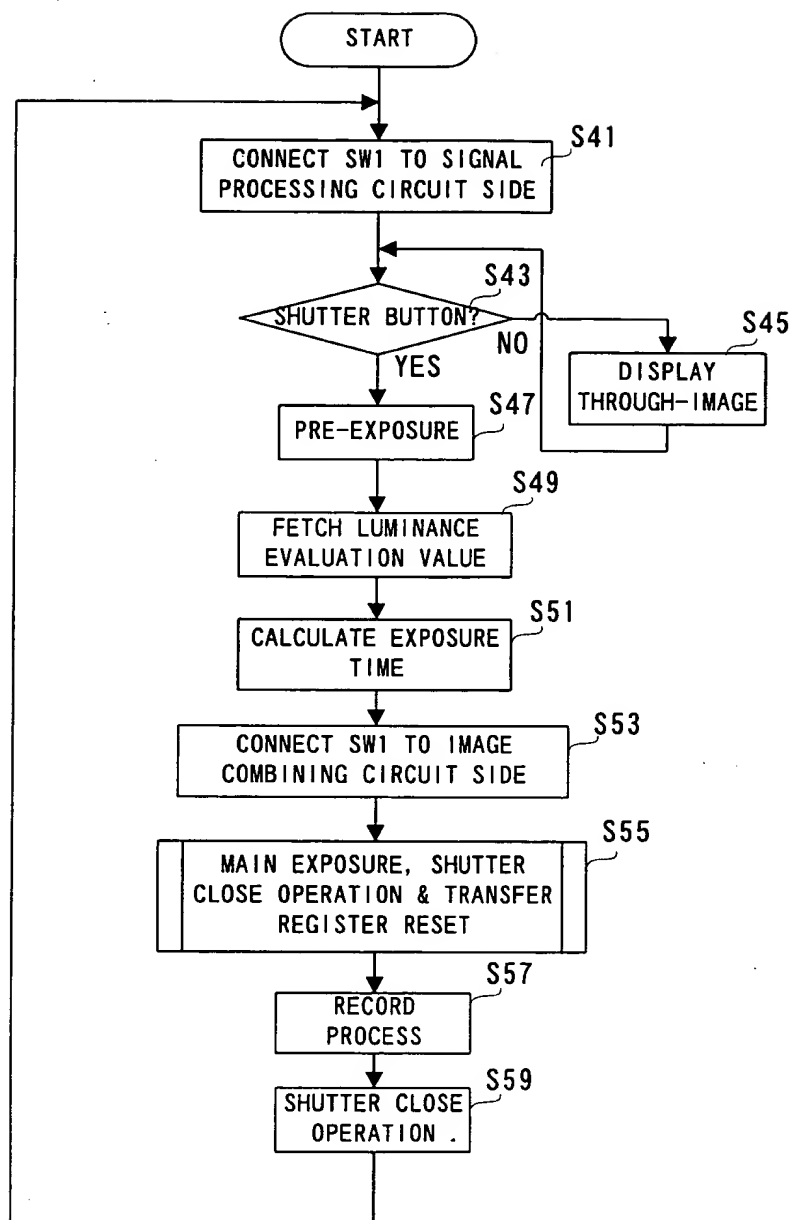 START
S41
CONNECT SW1 TO SIGNAL
PROCESSING CIRCUIT SIDE
S43
SHUTTER BUTTON?
NO
YES
S45
DISPLAY
THROUGH-IMAGE
S47
PRE-EXPOSURE
S49
FETCH LUMINANCE
EVALUATION VALUE
S51
CALCULATE EXPOSURE
TIME
S53
CONNECT SW1 TO IMAGE
COMBINING CIRCUIT SIDE
S55
MAIN EXPOSURE, SHUTTER
CLOSE OPERATION & TRANSFER
REGISTER RESET
S57
RECORD
PROCESS
S59
SHUTTER CLOSE
OPERATION .